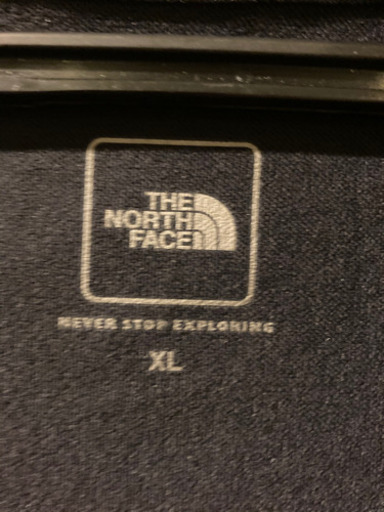 THE
NORTH
FACE
NEVER STOP EXPLORING
XL